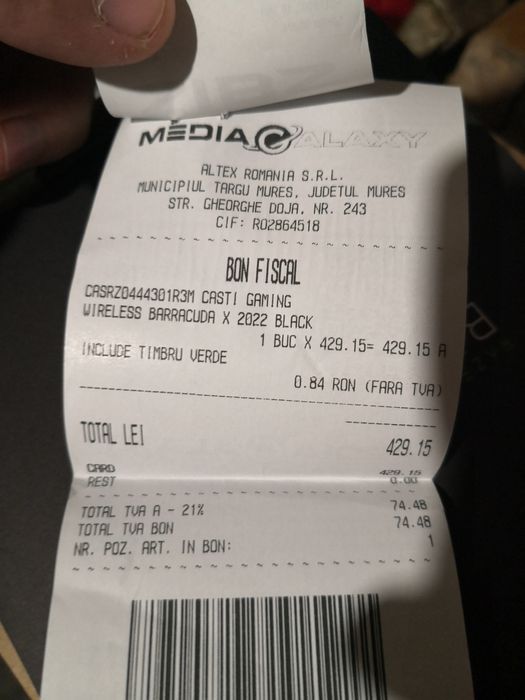 MEDIA GALAXY
ALTEX ROMANIA S.R.L.
MUNICIPIUL TARGU MURES, JUDETUL MURES
STR. GHEORGHE DOJA, NR. 243
CIF: RO2864518
BON FISCAL
CASRZ0444301R3M CASTI GAMING
WIRELESS BARRACUDA X 2022 BLACK
1 BUC X 429.15= 429.15 A
INCLUDE TIMBRU VERDE
0.84 RON (FARA TVA)
TOTAL LEI 429.15
CARD 429.15
REST 0.00
TOTAL TVA A - 21% 74.48
TOTAL TVA BON 74.48
NR. POZ. ART. IN BON: 1